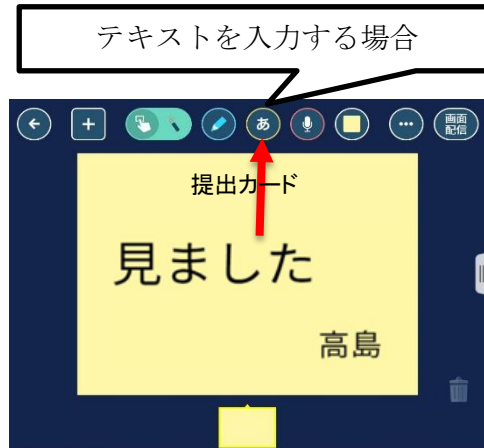 テキストを入力する場合
あ
画面
配信
提出カード
見ました
高島